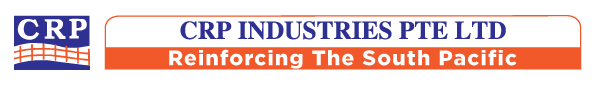 CRP
CRP INDUSTRIES PTE LTD
Reinforcing The South Pacific